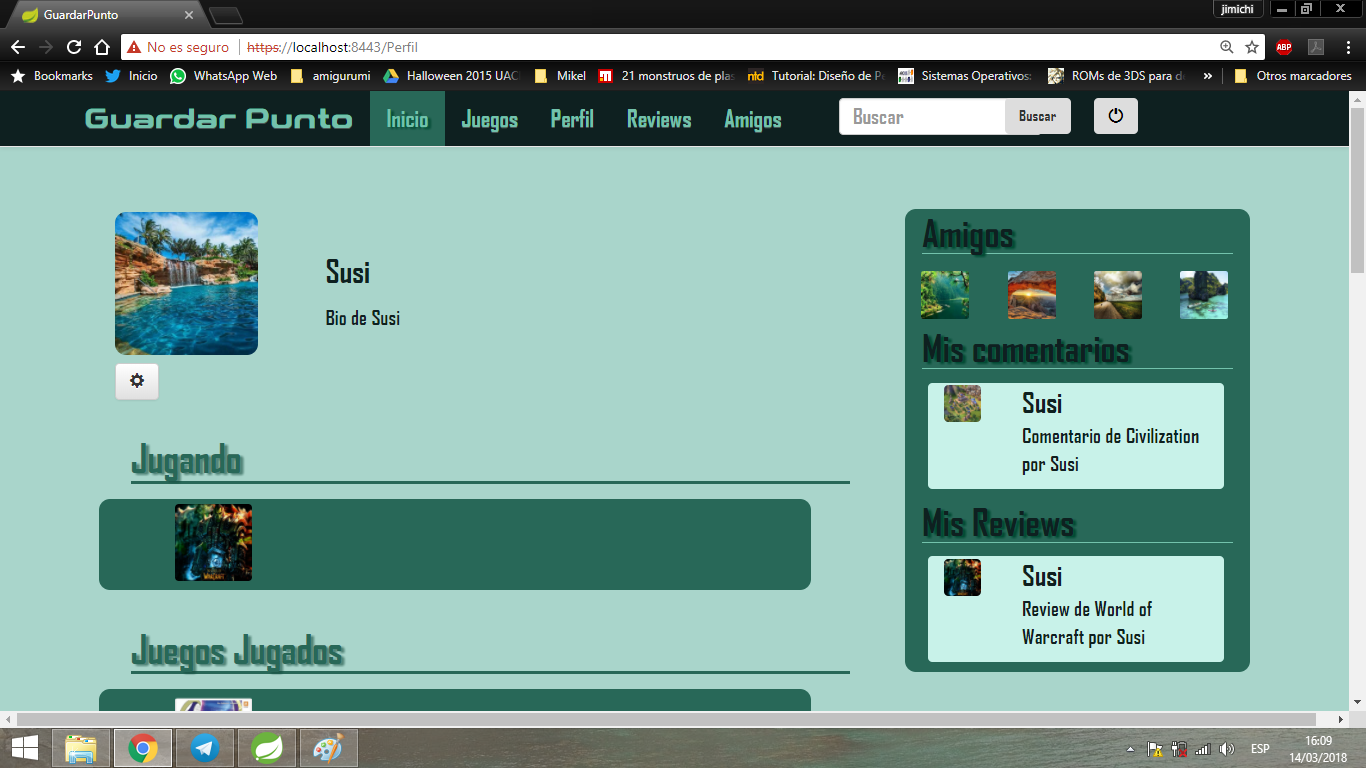 GuardarPunto
jimichi
No es seguro
https://localhost:8443/Perfil
ABP
Bookmarks
Inicio
WhatsApp Web
amigurumi
Halloween 2015 UAC
Mikel
21 monstruos de plas
Tutorial: Diseño de P
Sistemas Operativos:
ROMs de 3DS para d
»
Otros marcadores
Guardar Punto
Inicio
Juegos
Perfil
Reviews
Amigos
Buscar
Buscar
Susi
Bio de Susi
Jugando
Juegos Jugados
Amigos
Mis comentarios
Susi
Comentario de Civilization
por Susi
Mis Reviews
Susi
Review de World of
Warcraft por Susi
ESP
16:09
14/03/2018